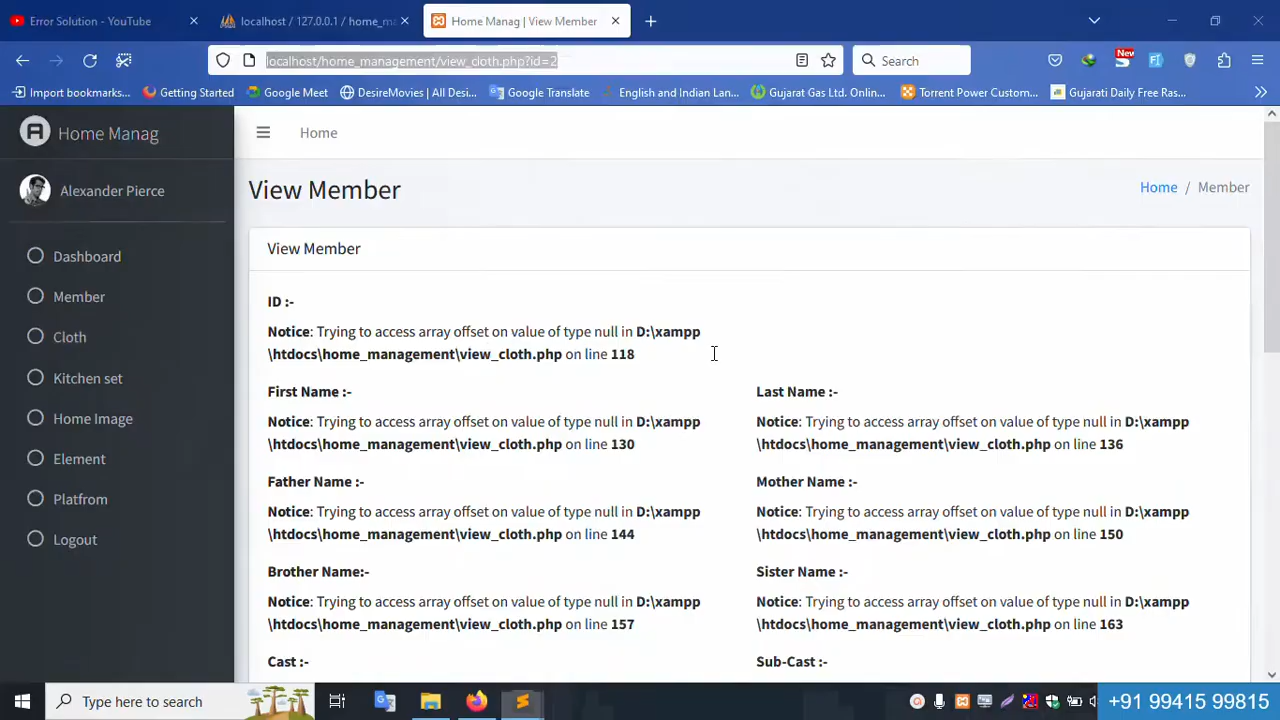 Error Solution - YouTube
localhost / 127.0.0.1 / home_m
Home Manag | View Member
localhost/home_management/view_cloth.php?id=2
Search
New
Import bookmarks...
Getting Started
Google Meet
DesireMovies | All Desi...
Google Translate
English and Indian Lan...
Gujarat Gas Ltd. Onlin...
Torrent Power Custom...
Gujarati Daily Free Ras...
Home Manag
Home
Alexander Pierce
View Member
Home / Member
Dashboard
Member
Cloth
Kitchen set
Home Image
Element
Platfrom
Logout
View Member
ID :-
Notice: Trying to access array offset on value of type null in D:\xampp
\htdocs\home_management\view_cloth.php on line 118
First Name :-
Notice: Trying to access array offset on value of type null in D:\xampp
\htdocs\home_management\view_cloth.php on line 130
Last Name :-
Notice: Trying to access array offset on value of type null in D:\xampp
\htdocs\home_management\view_cloth.php on line 136
Father Name :-
Notice: Trying to access array offset on value of type null in D:\xampp
\htdocs\home_management\view_cloth.php on line 144
Mother Name :-
Notice: Trying to access array offset on value of type null in D:\xampp
\htdocs\home_management\view_cloth.php on line 150
Brother Name:-
Notice: Trying to access array offset on value of type null in D:\xampp
\htdocs\home_management\view_cloth.php on line 157
Sister Name :-
Notice: Trying to access array offset on value of type null in D:\xampp
\htdocs\home_management\view_cloth.php on line 163
Cast :-
Sub-Cast :-
Type here to search
+91 99415 99815